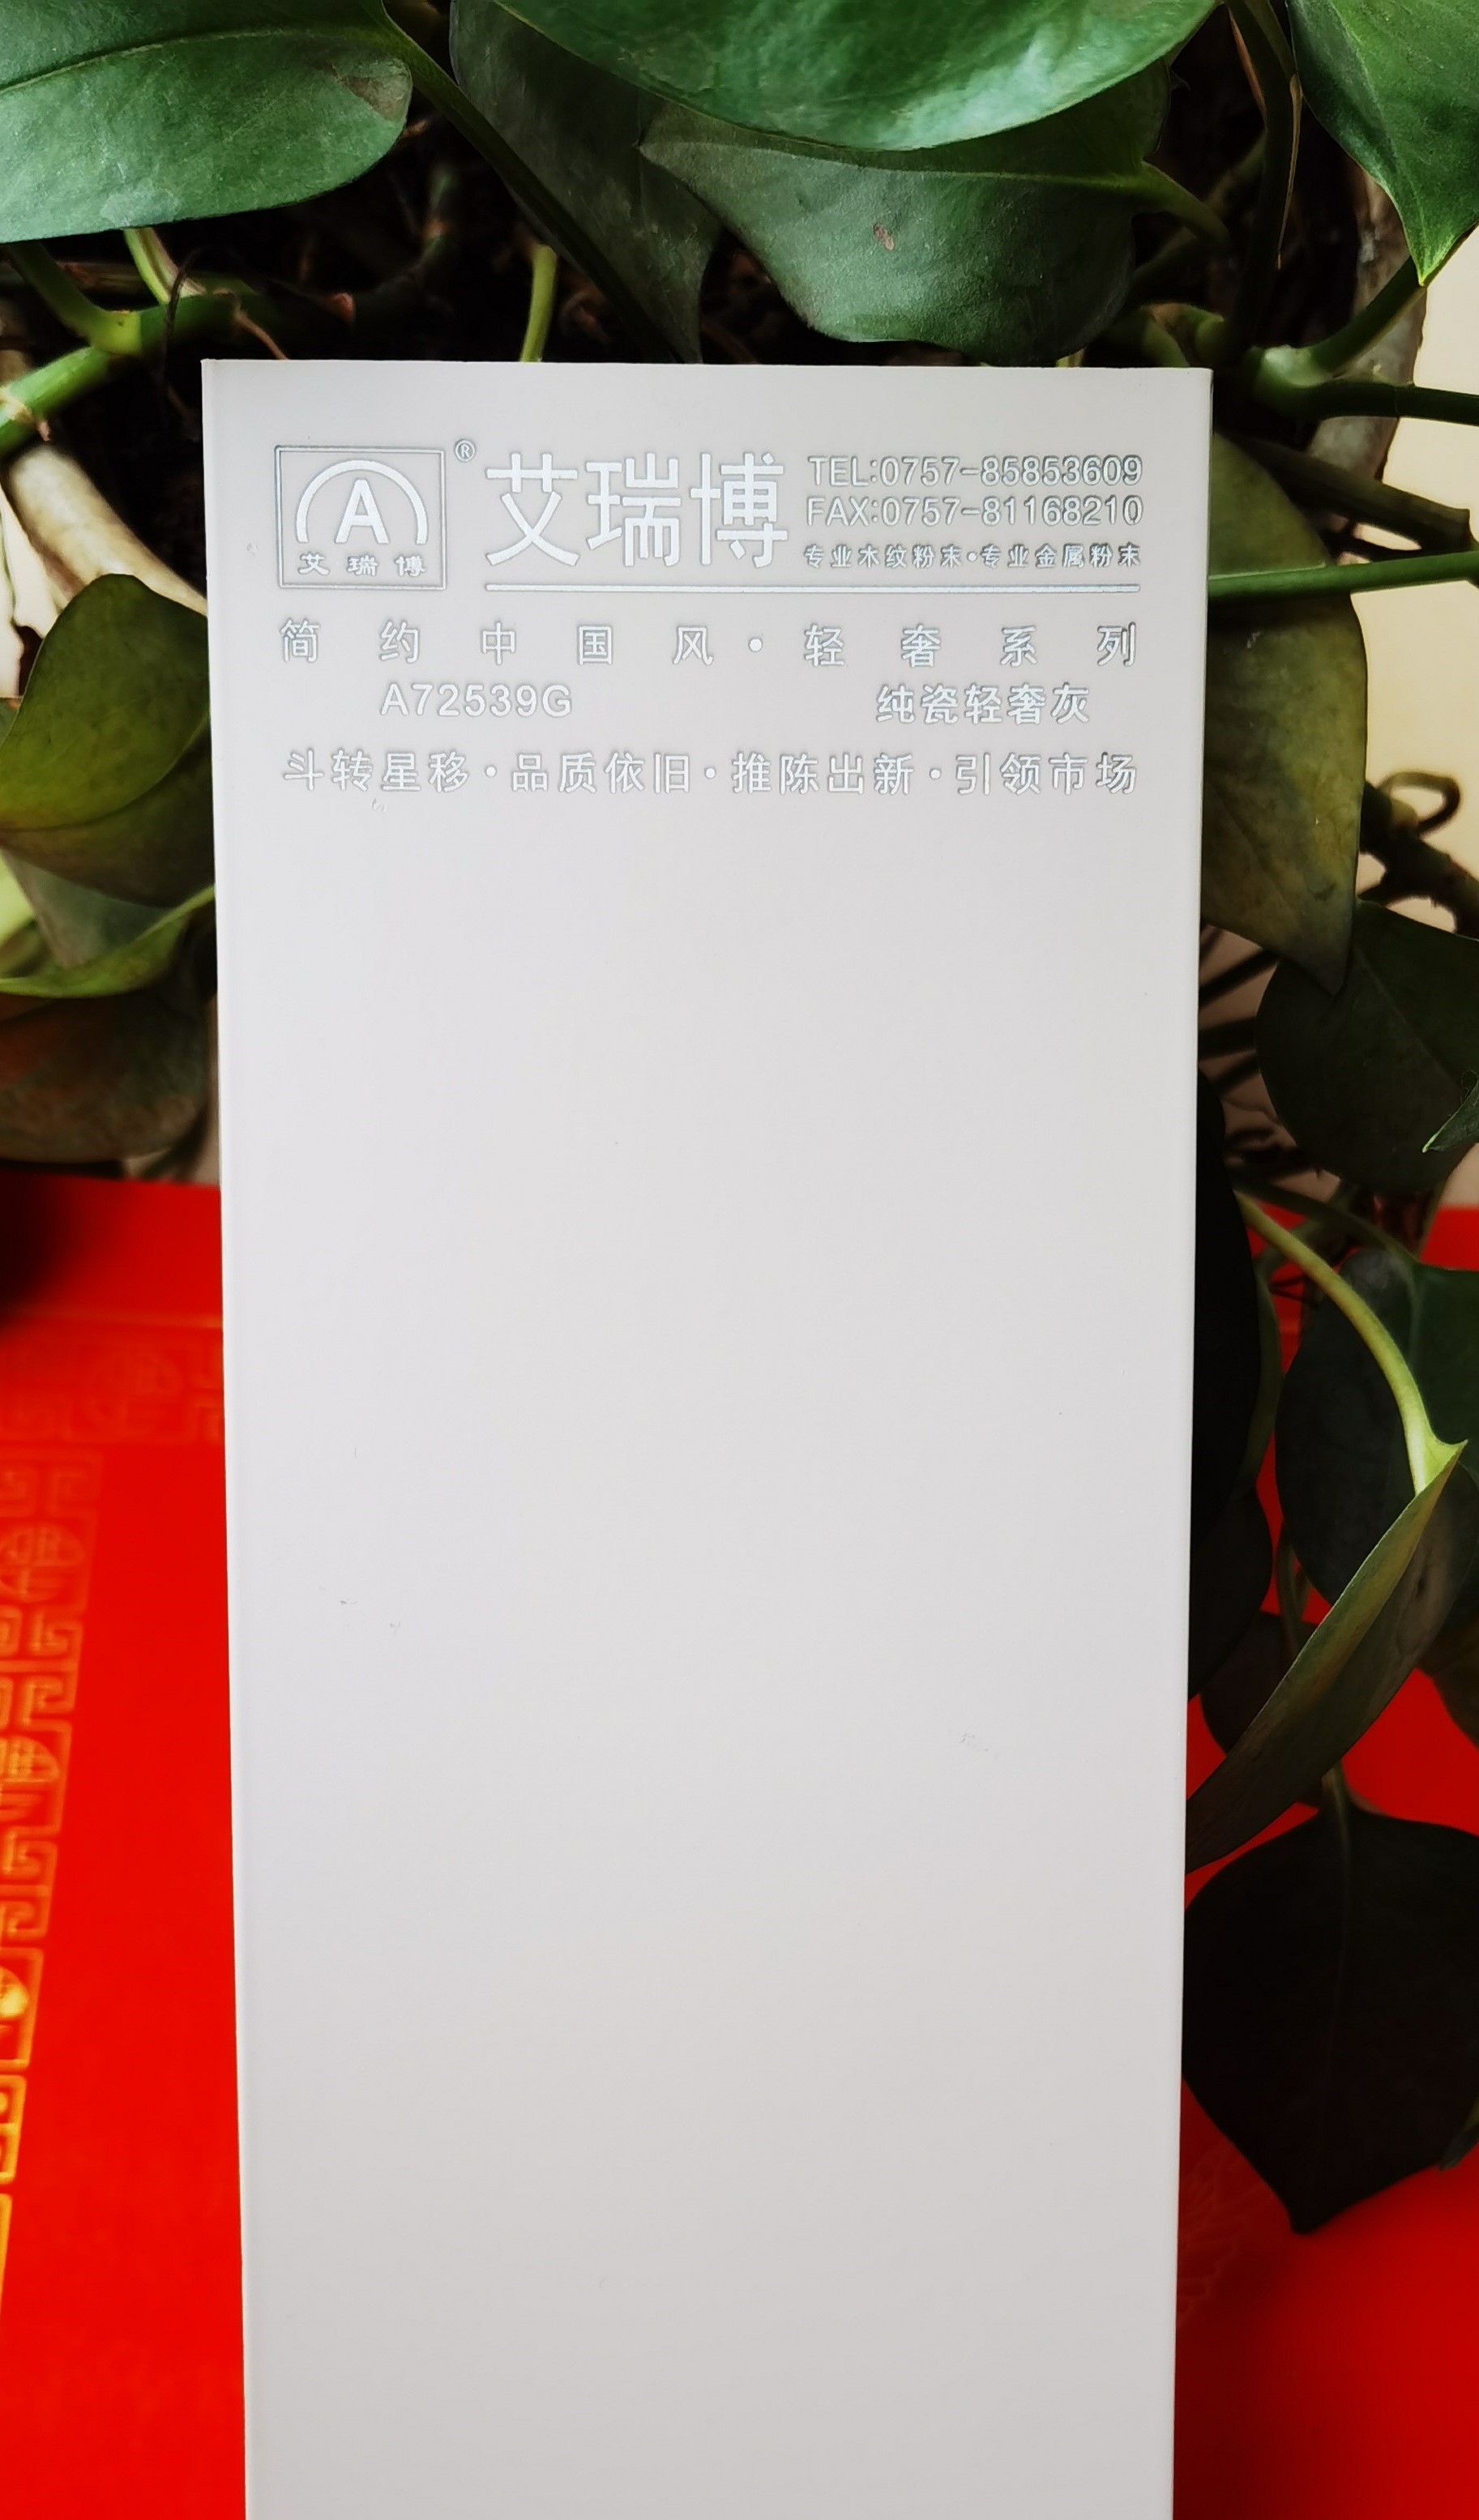 A
艾瑞博
®
艾瑞博
TEL:0757-85853609
FAX:0757-81168210
专业木纹粉末·专业金属粉末
简约中国风·轻奢系列
A72539G 纯瓷轻奢灰
斗转星移·品质依旧·推陈出新·引领市场